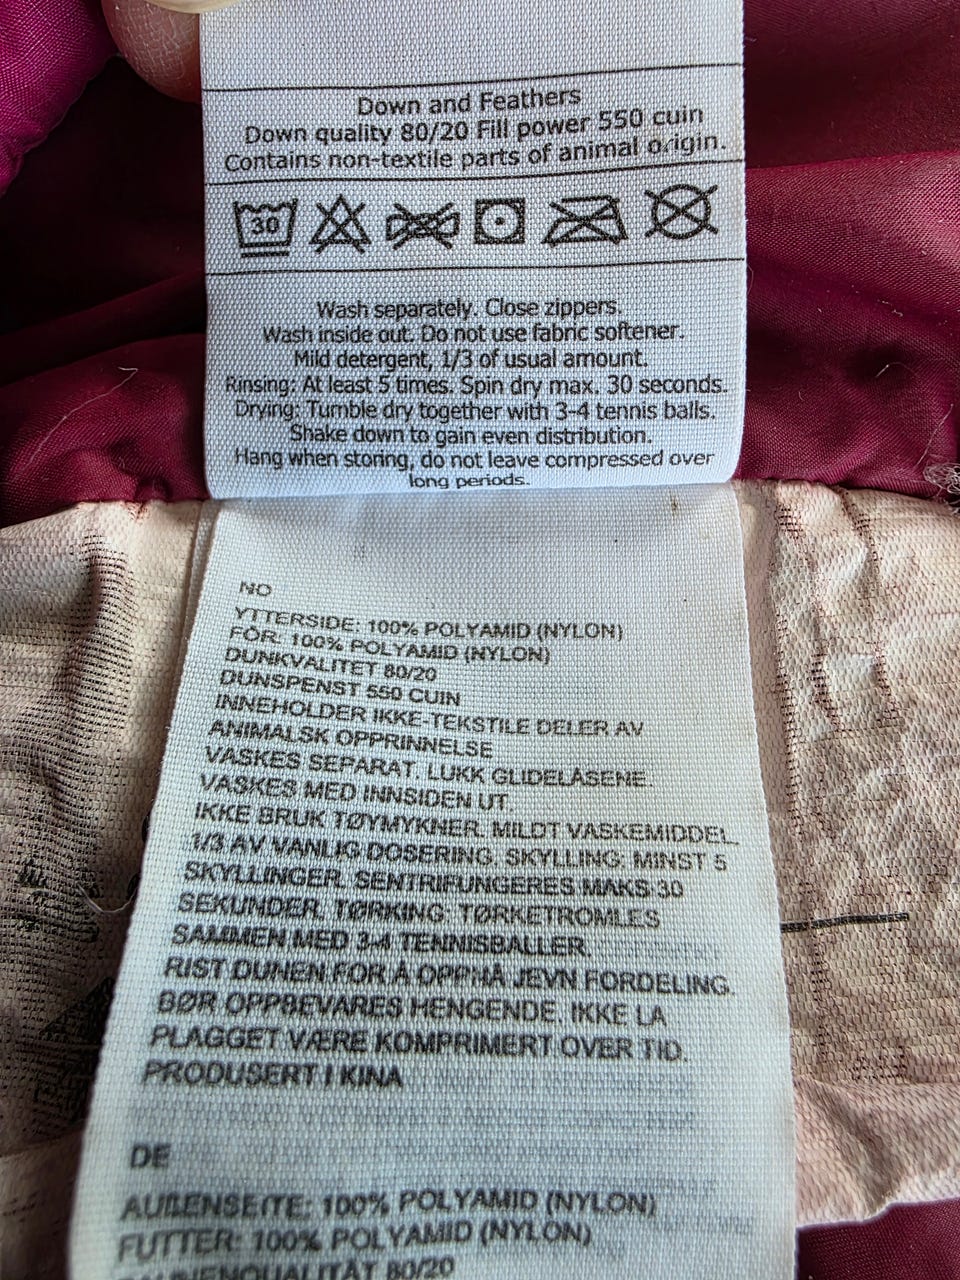 Down and Feathers
Down quality 80/20 Fill power 550 cuin
Contains non-textile parts of animal origin.
30
Wash separately. Close zippers.
Wash inside out. Do not use fabric softener.
Mild detergent, 1/3 of usual amount.
Rinsing: At least 5 times. Spin dry max. 30 seconds.
Drying: Tumble dry together with 3-4 tennis balls.
Shake down to gain even distribution.
Hang when storing, do not leave compressed over
long periods.
NO
YTTERSIDE: 100% POLYAMID (NYLON)
FÔR: 100% POLYAMID (NYLON)
DUNKVALITET 80/20
DUNSPENST 550 CUIN
INNEHOLDER IKKE-TEKSTILE DELER AV
ANIMALSK OPPRINNELSE
VASKES SEPARAT. LUKK GLIDELÅSENE.
VASKES MED INNSIDEN UT.
IKKE BRUK TØYMYKNER. MILDT VASKEMIDDEL,
1/3 AV VANLIG DOSERING. SKYLLING: MINST 5
SKYLLINGER. SENTRIFUNGERES MAKS 30
SEKUNDER. TØRKING: TØRKETROMLES
SAMMEN MED 3-4 TENNISBALLER.
RIST DUNEN FOR Å OPPNÅ JEVN FORDELING.
BØR OPPBEVARES HENGENDE. IKKE LA
PLAGGET VÆRE KOMPRIMERT OVER TID.
PRODUSERT I KINA
DE
AUßENSEITE: 100% POLYAMID (NYLON)
FUTTER: 100% POLYAMID (NYLON)
DAUNENQUALITÄT 80/20